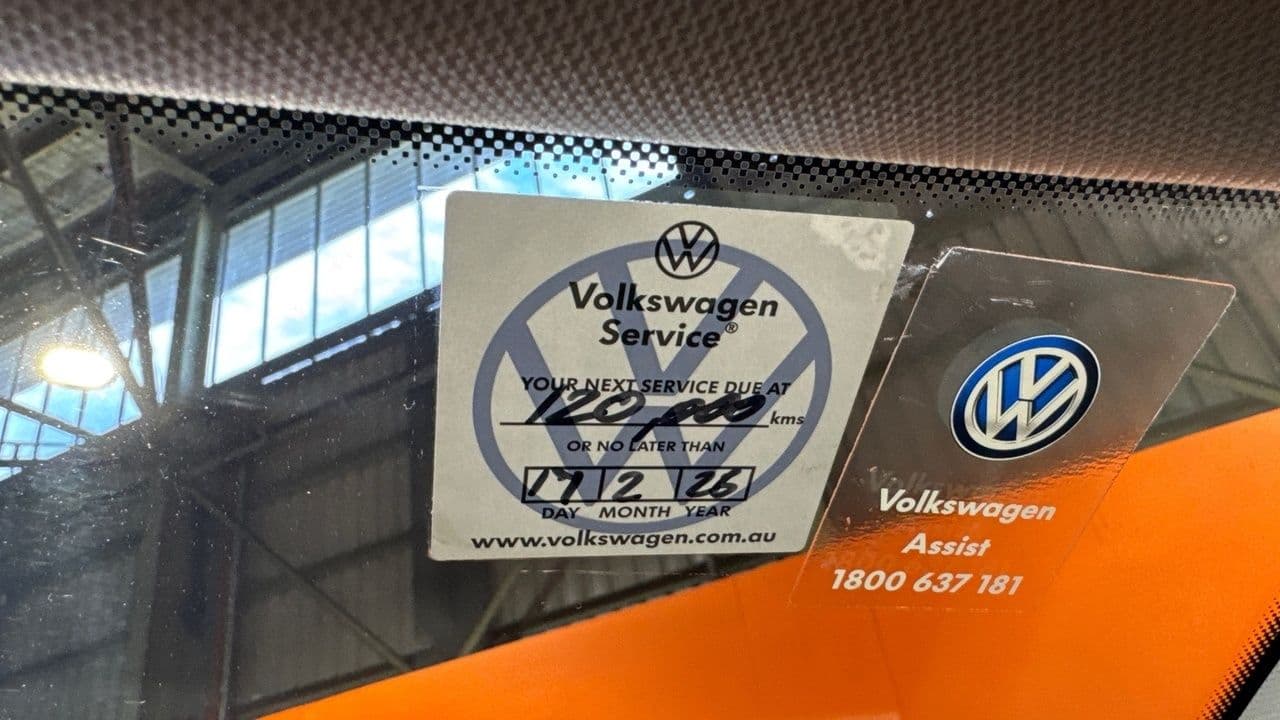 Volkswagen
Service®
YOUR NEXT SERVICE DUE AT
120,000 kms
OR NO LATER THAN
17 2 26
DAY MONTH YEAR
www.volkswagen.com.au
Volkswagen
Assist
1800 637 181